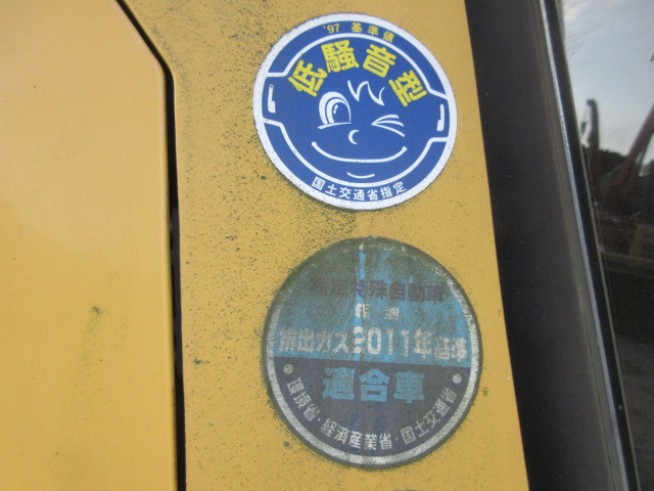 '97 基準値
低騒音型
国土交通省指定
特殊自動車
排出ガス2011年基準
適合車
・環境省・経済産業省・国土交通省・